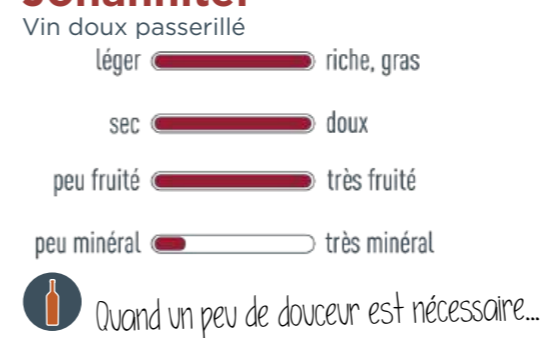 Johanniter
Vin doux passerillé
léger riche, gras
sec doux
peu fruité très fruité
peu minéral très minéral
Quand un peu de douceur est nécessaire...